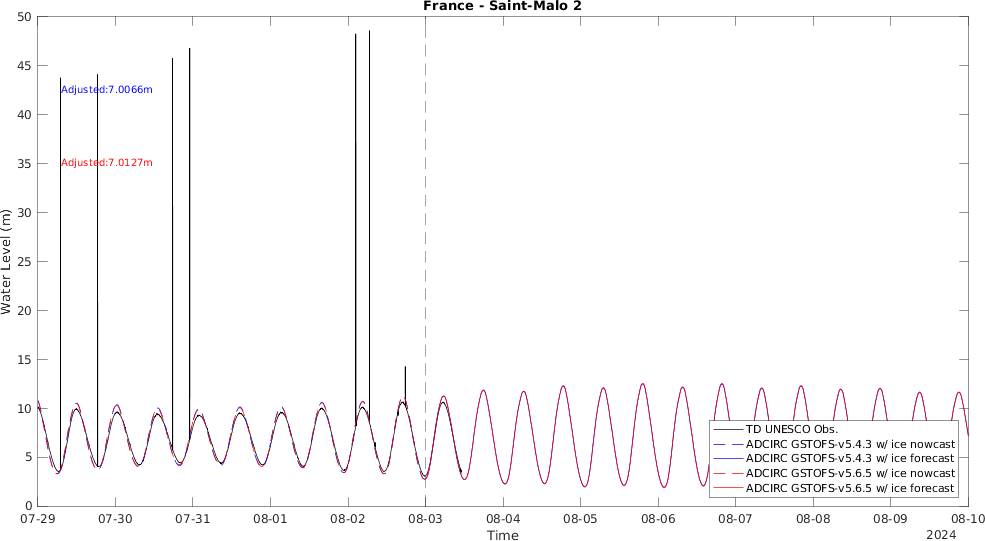 France - Saint-Malo 2
50
45
40
35
30
25
20
15
10
5
0
Water Level (m)
Adjusted:7.0066m
Adjusted:7.0127m
TD UNESCO Obs.
ADCIRC GSTOFS-v5.4.3 w/ ice nowcast
ADCIRC GSTOFS-v5.4.3 w/ ice forecast
ADCIRC GSTOFS-v5.6.5 w/ ice nowcast
ADCIRC GSTOFS-v5.6.5 w/ ice forecast
07-29 07-30 07-31 08-01 08-02 08-03 08-04 08-05 08-06 08-07 08-08 08-09 08-10
Time
2024